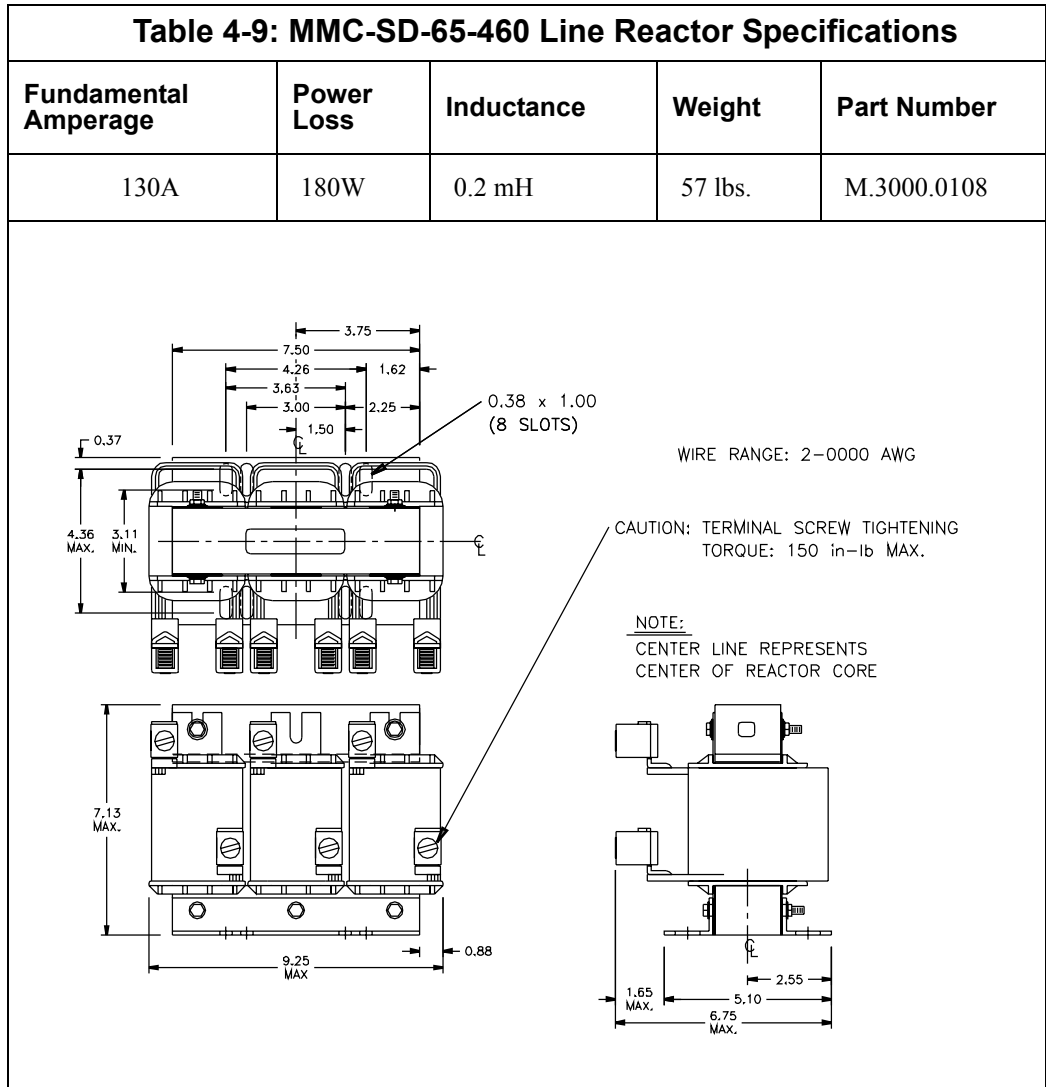 Table 4-9: MMC-SD-65-460 Line Reactor Specifications
Fundamental Amperage
Power Loss
Inductance
Weight
Part Number
130A
180W
0.2 mH
57 lbs.
M.3000.0108
3.75
7.50
4.26
1.62
3.63
3.00
2.25
1.50
0.38 x 1.00
(8 SLOTS)
0.37
CL
WIRE RANGE: 2-0000 AWG
4.36
MAX.
3.11
MIN.
CL
CAUTION: TERMINAL SCREW TIGHTENING
TORQUE: 150 in-lb MAX.
NOTE:
CENTER LINE REPRESENTS
CENTER OF REACTOR CORE
7.13
MAX.
0.88
9.25
MAX
CL
2.55
1.65
MAX.
5.10
6.75
MAX.